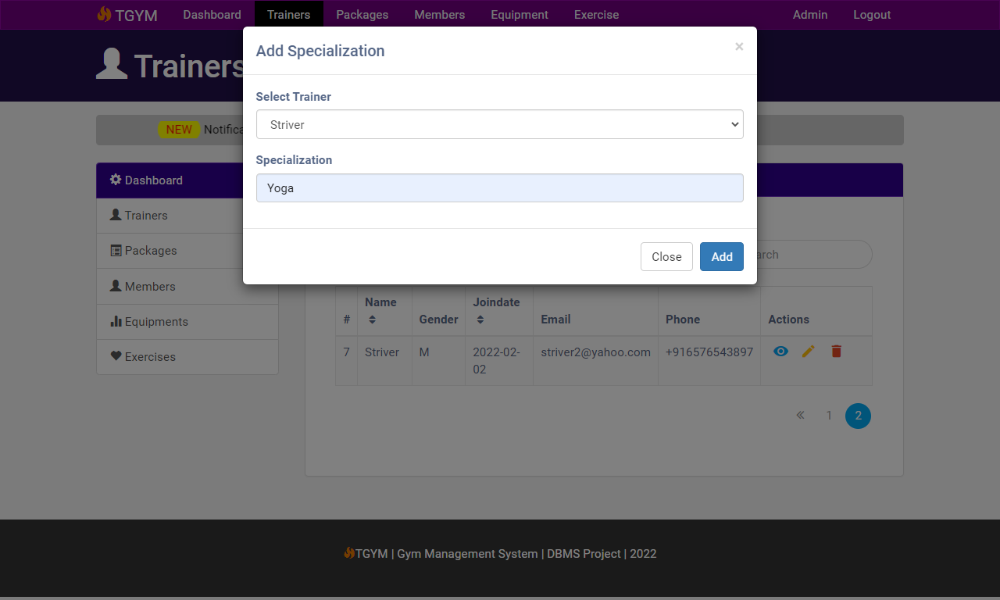 TGYM Dashboard Trainers Packages Members Equipment Exercise Admin Logout
Add Specialization ×
Trainers
Select Trainer
Striver
NEW
Specialization
Yoga
Dashboard
Trainers
Packages
Members
Equipments
Exercises
Close Add
# Name Gender Joindate Email Phone Actions
7 Striver M 2022-02-02 striver2@yahoo.com +916576543897
« 1 2
TGYM | Gym Management System | DBMS Project | 2022